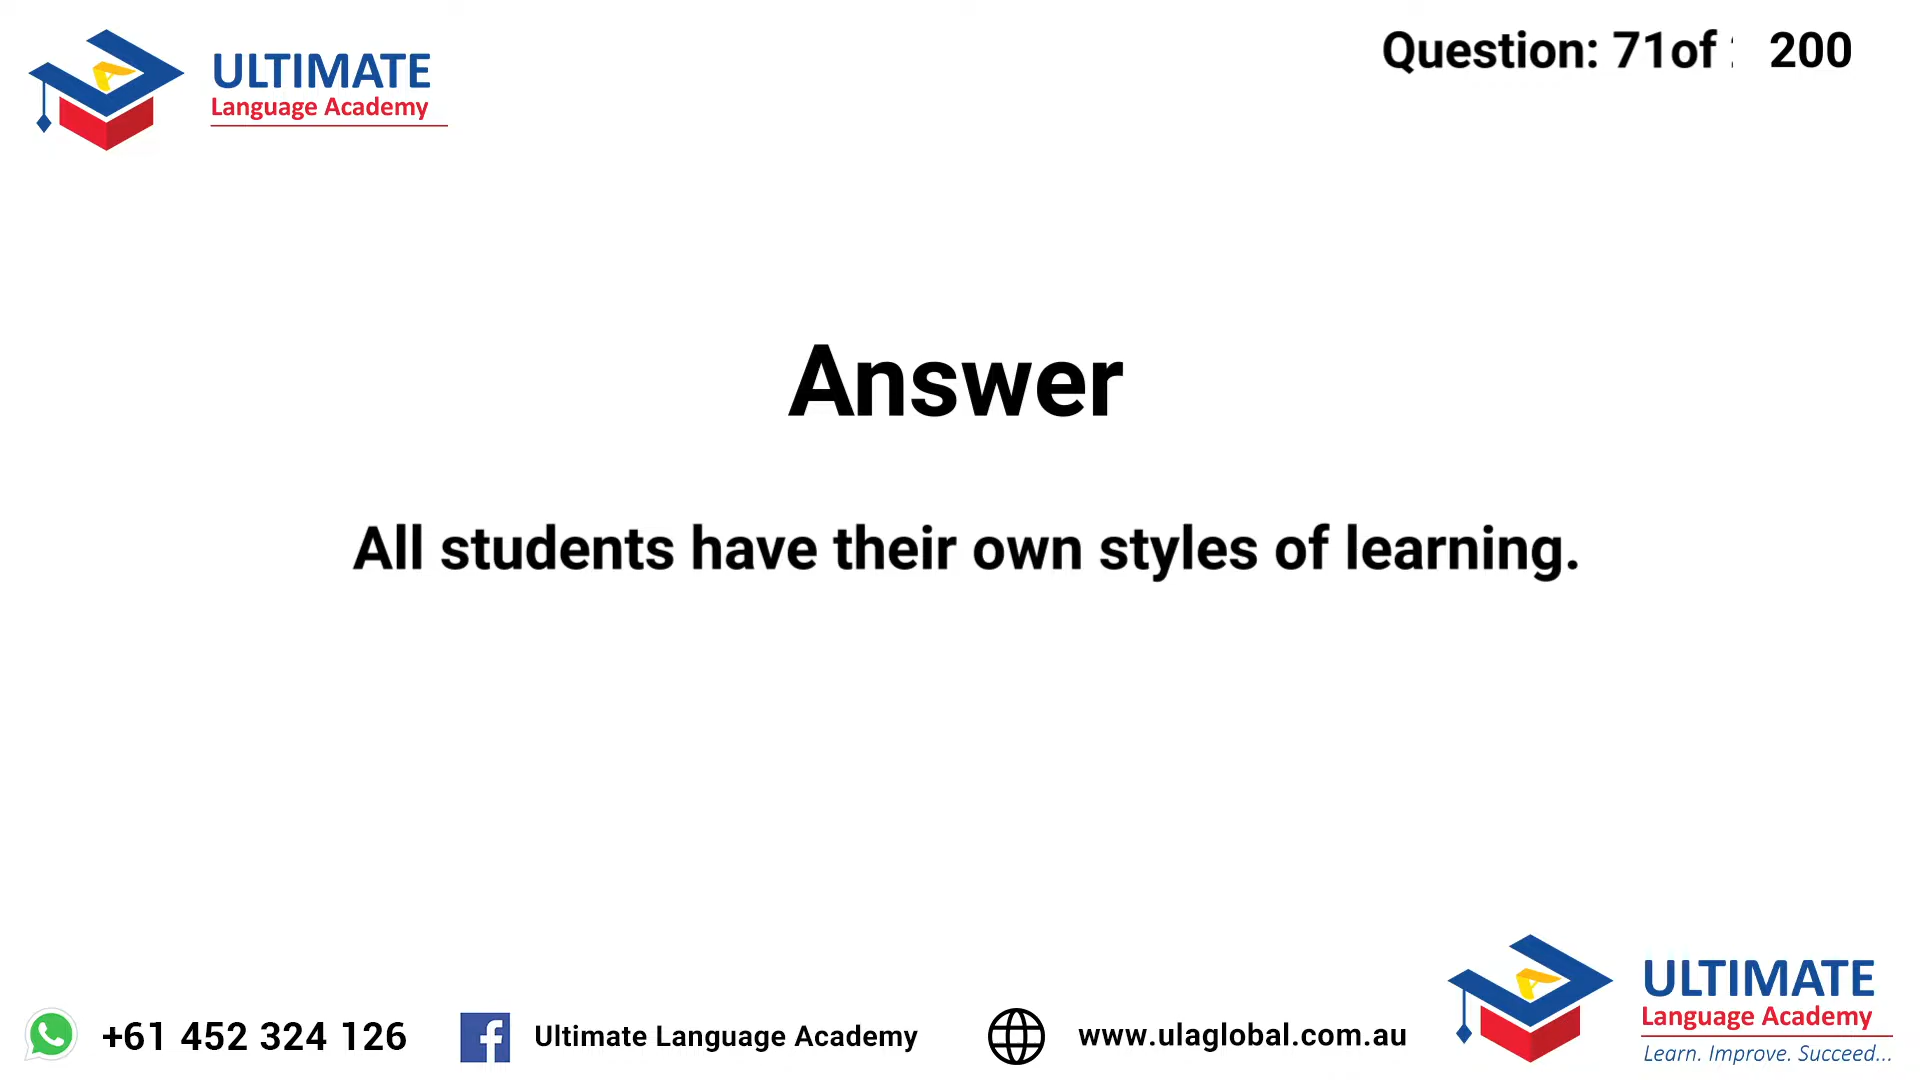 ULTIMATE
Language Academy
Question: 71of 200
Answer
All students have their own styles of learning.
+61 452 324 126
Ultimate Language Academy
www.ulaglobal.com.au
ULTIMATE
Language Academy
Learn. Improve. Succeed...